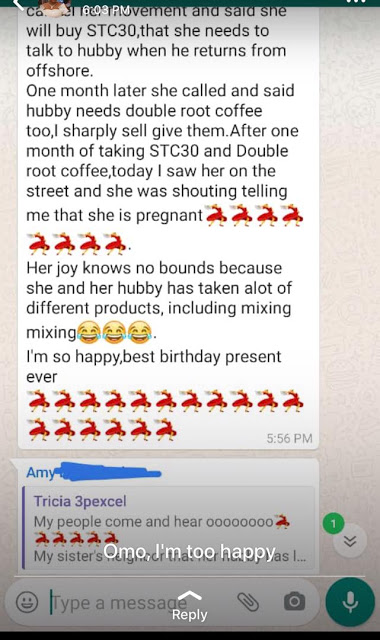 6:03 PM
movement and said she
will buy STC30,that she needs to
talk to hubby when he returns from
offshore.
One month later she called and said
hubby needs double root coffee
too,I sharply sell give them.After one
month of taking STC30 and Double
root coffee,today I saw her on the
street and she was shouting telling
me that she is pregnant💃💃💃💃
💃💃💃💃.
Her joy knows no bounds because
she and her hubby has taken alot of
different products, including mixing
mixing😂😂😂.
I'm so happy,best birthday present
ever
💃💃💃💃💃💃💃💃💃💃💃
💃💃💃💃💃💃
5:56 PM
Amy
Tricia 3pexcel
My people come and hear oooooooo💃
💃💃💃💃💃
My sister's neighbor that her hubby has l...
1
Omo, I'm too happy
Type a message
Reply